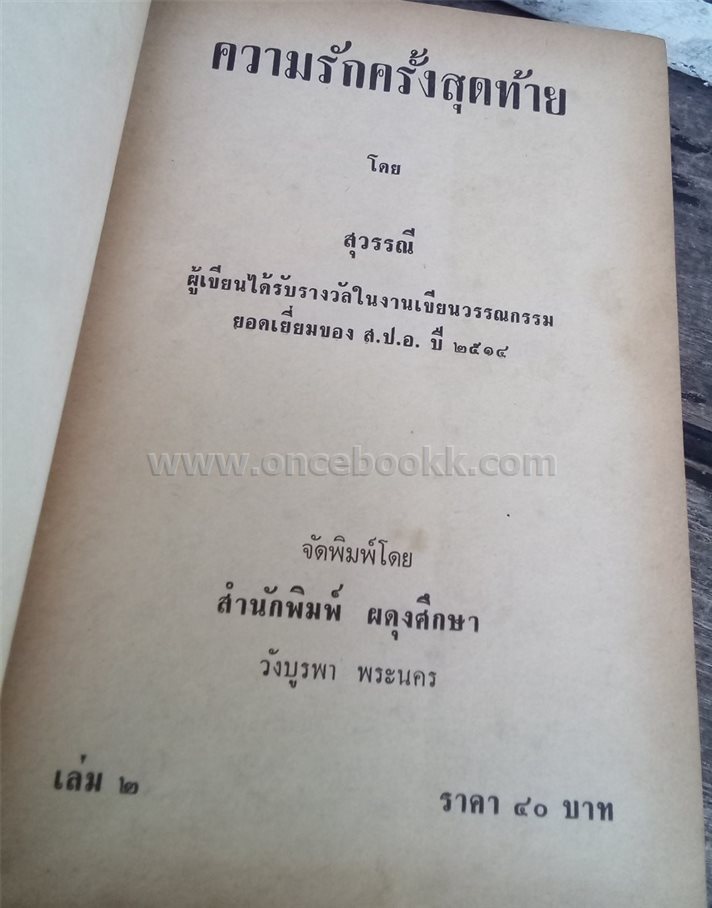 ความรักครั้งสุดท้าย
โดย
สุวรรณี
ผู้เขียนได้รับรางวัลในงานเขียนวรรณกรรม
ยอดเยี่ยมของ ส.ป.อ. ปี ๒๕๑๔
www.oncebookk.com
จัดพิมพ์โดย
สำนักพิมพ์ ผดุงศึกษา
วังบูรพา พระนคร
เล่ม ๒
ราคา ๔๐ บาท